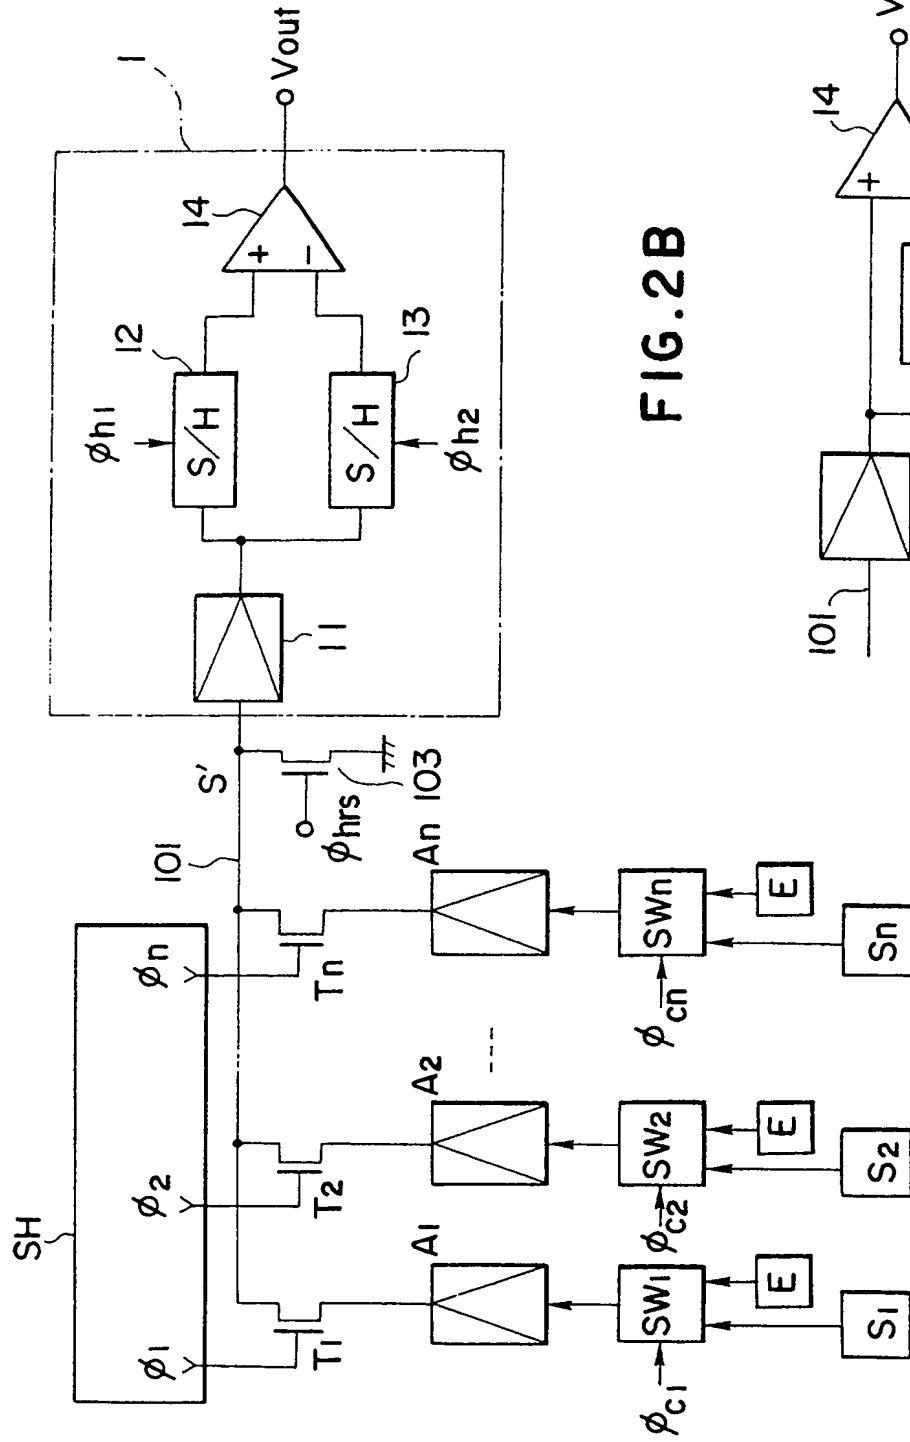 SH
ϕ1
ϕ2
ϕn
T1
T2
Tn
101
S'
ϕhrs
103
A1
A2
An
----
ϕc1
SW1
ϕc2
SW2
ϕcn
SWn
E
E
E
S1
S2
Sn
1
11
ϕh1
12
S/H
ϕh2
13
S/H
14
+
−
Vout
FIG.2B
101
14
+
V